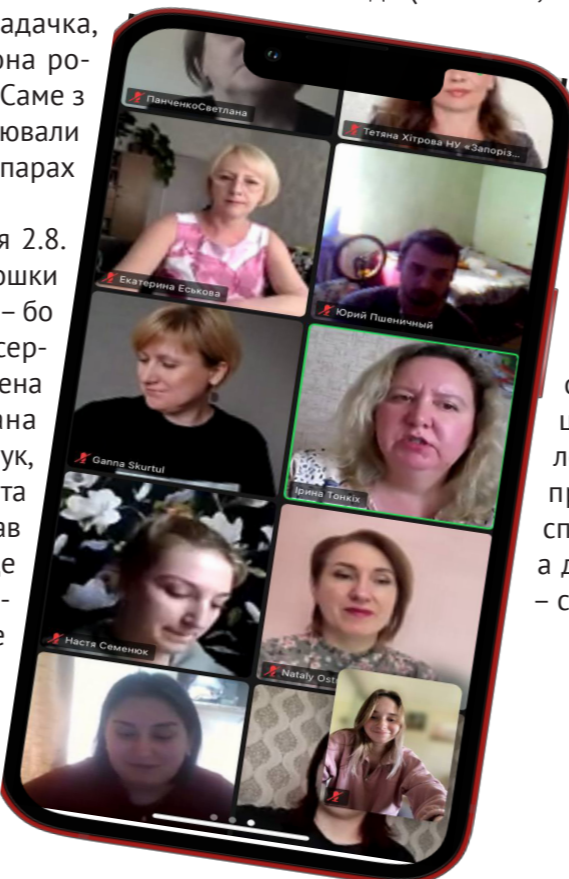 адачка,
она ро-
Саме з
ювали
парах
я 2.8.
ошки
– бо
сер-
ена
ана
ук,
та
ав
е
-
е
ПанченкоСветлана
Тетяна Хітрова НУ «Запоріз...
Екатерина Еськова
Юрий Пшеничный
Ganna Skurtul
Ірина Тонкіх
Настя Семенюк
Nataly Ost
л
пр
сп
а д
– с